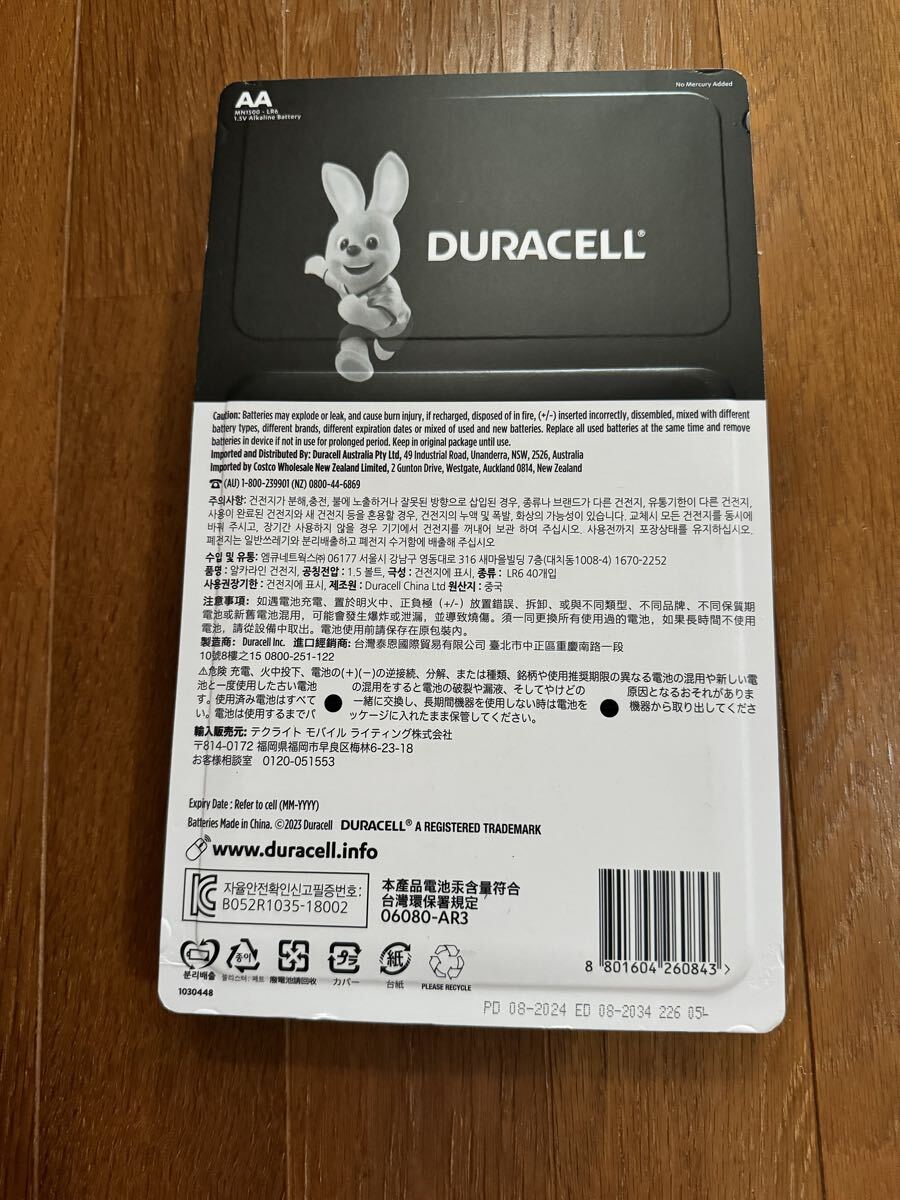 AA
MN1500 - LR6
1.5V Alkaline Battery
No Mercury Added
DURACELL®
Caution: Batteries may explode or leak, and cause burn injury, if recharged, disposed of in fire, (+/-) inserted incorrectly, dissembled, mixed with different
battery types, different brands, different expiration dates or mixed of used and new batteries. Replace all used batteries at the same time and remove
batteries in device if not in use for prolonged period. Keep in original package until use.
Imported and Distributed By: Duracell Australia Pty Ltd, 49 Industrial Road, Unanderra, NSW, 2526, Australia
Imported by Costco Wholesale New Zealand Limited, 2 Gunton Drive, Westgate, Auckland 0814, New Zealand
☎(AU) 1-800-239901 (NZ) 0800-44-6869
주의사항: 건전지가 분해,충전, 불에 노출하거나 잘못된 방향으로 삽입된 경우, 종류나 브랜드가 다른 건전지, 유통기한이 다른 건전지,
사용이 완료된 건전지와 새 건전지 등을 혼용할 경우, 건전지의 누액 및 폭발, 화상의 가능성이 있습니다. 교체시 모든 건전지를 동시에
바꿔 주시고, 장기간 사용하지 않을 경우 기기에서 건전지를 꺼내어 보관 하여 주십시오. 사용전까지 포장상태를 유지하십시오.
폐전지는 일반쓰레기와 분리배출하고 폐전지 수거함에 배출해 주십시오
수입 및 유통: 엠큐네트웍스㈜ 06177 서울시 강남구 영동대로 316 새마을빌딩 7층(대치동1008-4) 1670-2252
품명 : 알카라인 건전지, 공칭전압 : 1.5 볼트, 극성 : 건전지에 표시, 종류 : LR6 40개입
사용권장기한 : 건전지에 표시, 제조원 : Duracell China Ltd 원산지 : 중국
注意事項: 如遇電池充電、置於明火中、正負極 (+/-) 放置錯誤、拆卸、或與不同類型、不同品牌、不同保質期
電池或新舊電池混用，可能會發生爆炸或泄漏，並導致燒傷。須一同更換所有使用過的電池，如果長時間不使用
電池，請從設備中取出。電池使用前請保存在原包裝內。
製造商: Duracell Inc. 進口經銷商: 台灣泰恩國際貿易有限公司 臺北市中正區重慶南路一段
10號8樓之15 0800-251-122
⚠危険 充電、火中投下、電池の(+)(−)の逆接続、分解、または種類、銘柄や使用推奨期限の異なる電池の混用や新しい電
池と一度使用した古い電池 の混用をすると電池の破裂や漏液、そしてやけどの 原因となるおそれがありま
す。使用済み電池はすべて 一緒に交換し、長期間機器を使用しない時は電池を 機器から取り出してくださ
い。電池は使用するまでパ ッケージに入れたまま保管してください。
輸入販売元: テクライト モバイル ライティング株式会社
〒814-0172 福岡県福岡市早良区梅林6-23-18
お客様相談室 0120-051553
Expiry Date : Refer to cell (MM-YYYY)
Batteries Made in China. ©2023 Duracell DURACELL® A REGISTERED TRADEMARK
www.duracell.info
자율안전확인신고필증번호:
B052R1035-18002
本產品電池汞含量符合
台灣環保署規定
06080-AR3
8 801604 260843 >
종이
プラ
紙
분리배출 블리스터: 페트 廢電池請回收 カバー 台紙 PLEASE RECYCLE
1030448
PD 08-2024 ED 08-2034 226 05L